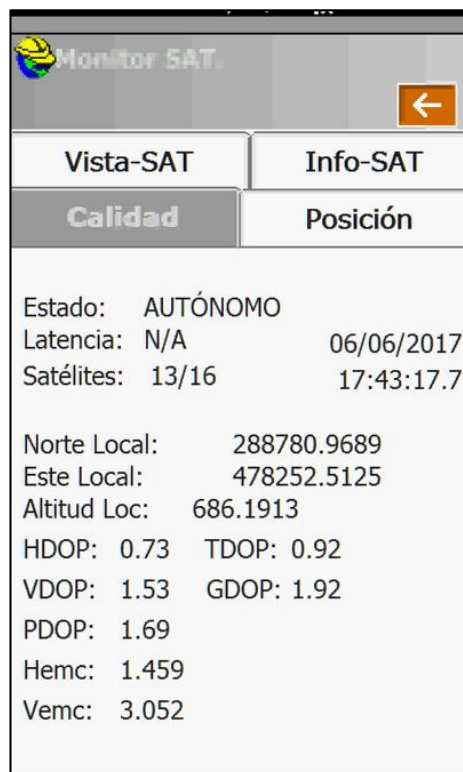 Monitor SAT.
Vista-SAT Info-SAT
Calidad Posición
Estado: AUTÓNOMO
Latencia: N/A 06/06/2017
Satélites: 13/16 17:43:17.7
Norte Local: 288780.9689
Este Local: 478252.5125
Altitud Loc: 686.1913
HDOP: 0.73 TDOP: 0.92
VDOP: 1.53 GDOP: 1.92
PDOP: 1.69
Hemc: 1.459
Vemc: 3.052